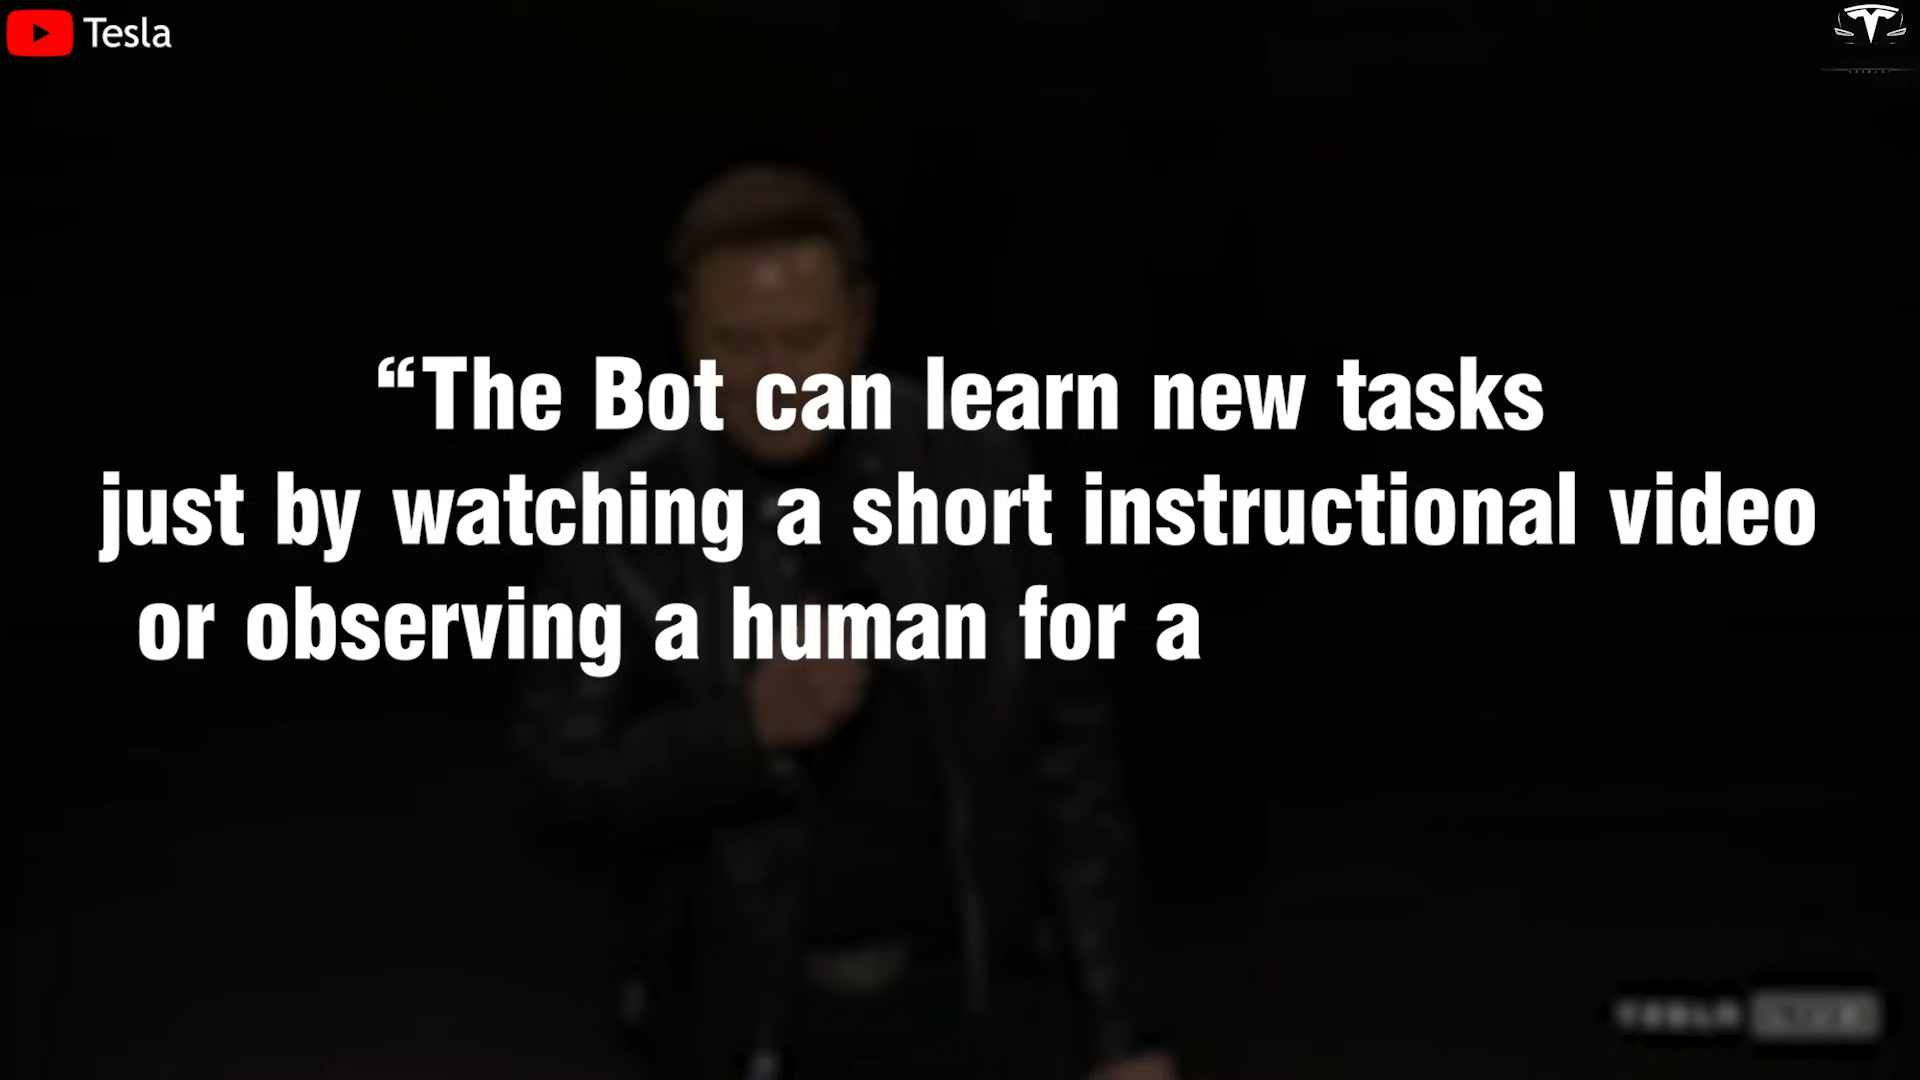 Tesla
“The Bot can learn new tasks
just by watching a short instructional video
or observing a human for a